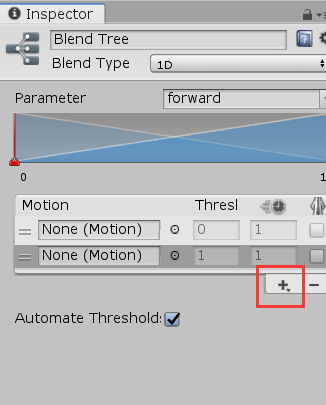 Inspector
Blend Tree
Blend Type 1D
Parameter forward
0 1
Motion Thresl
None (Motion) 0 1
None (Motion) 1 1
Automate Threshold: